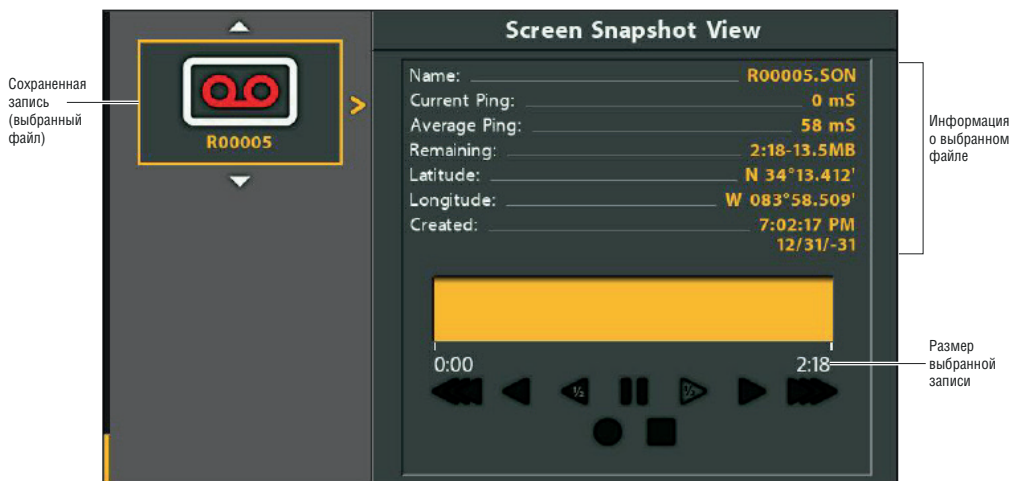 Screen Snapshot View
Сохраненная
запись
(выбранный
файл)
R00005
Name: R00005.SON
Current Ping: 0 mS
Average Ping: 58 mS
Remaining: 2:18-13.5MB
Latitude: N 34°13.412'
Longitude: W 083°58.509'
Created: 7:02:17 PM
12/31/-31
Информация
о выбранном
файле
0:00 2:18
Размер
выбранной
записи
½ ½